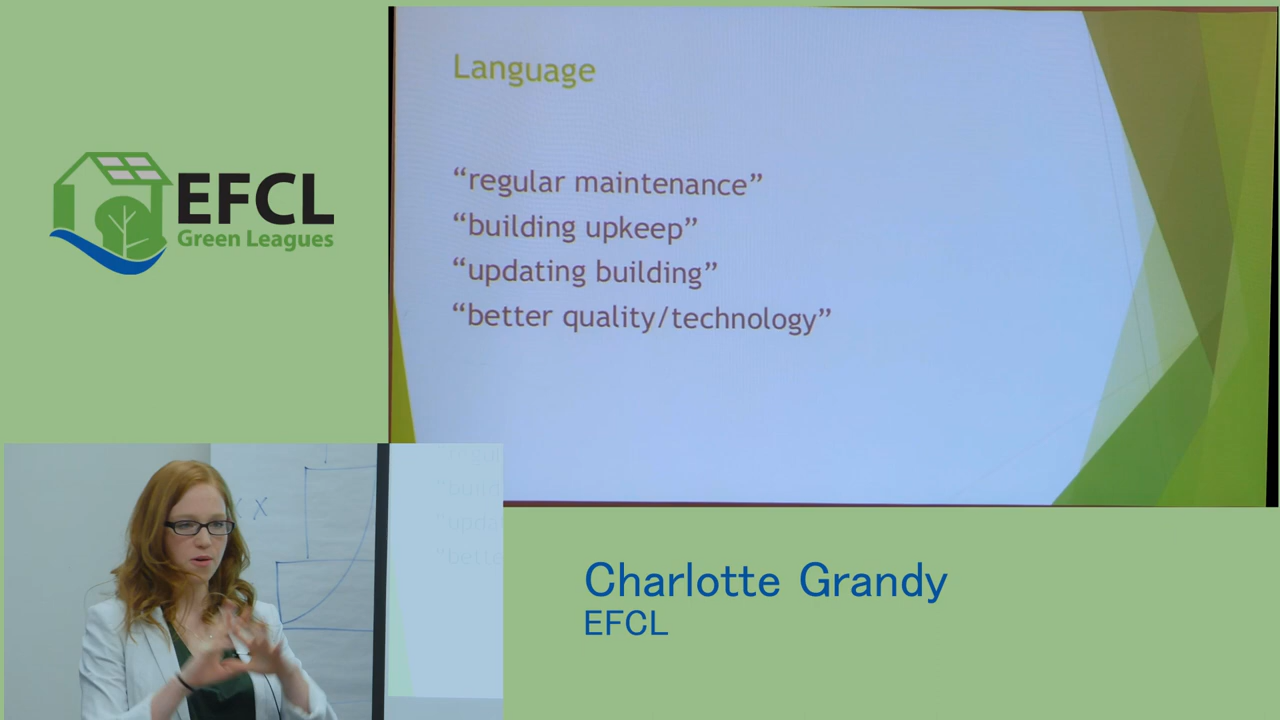 Language
“regular maintenance”
“building upkeep”
“updating building”
“better quality/technology”
EFCL
Green Leagues
X X
Charlotte Grandy
EFCL